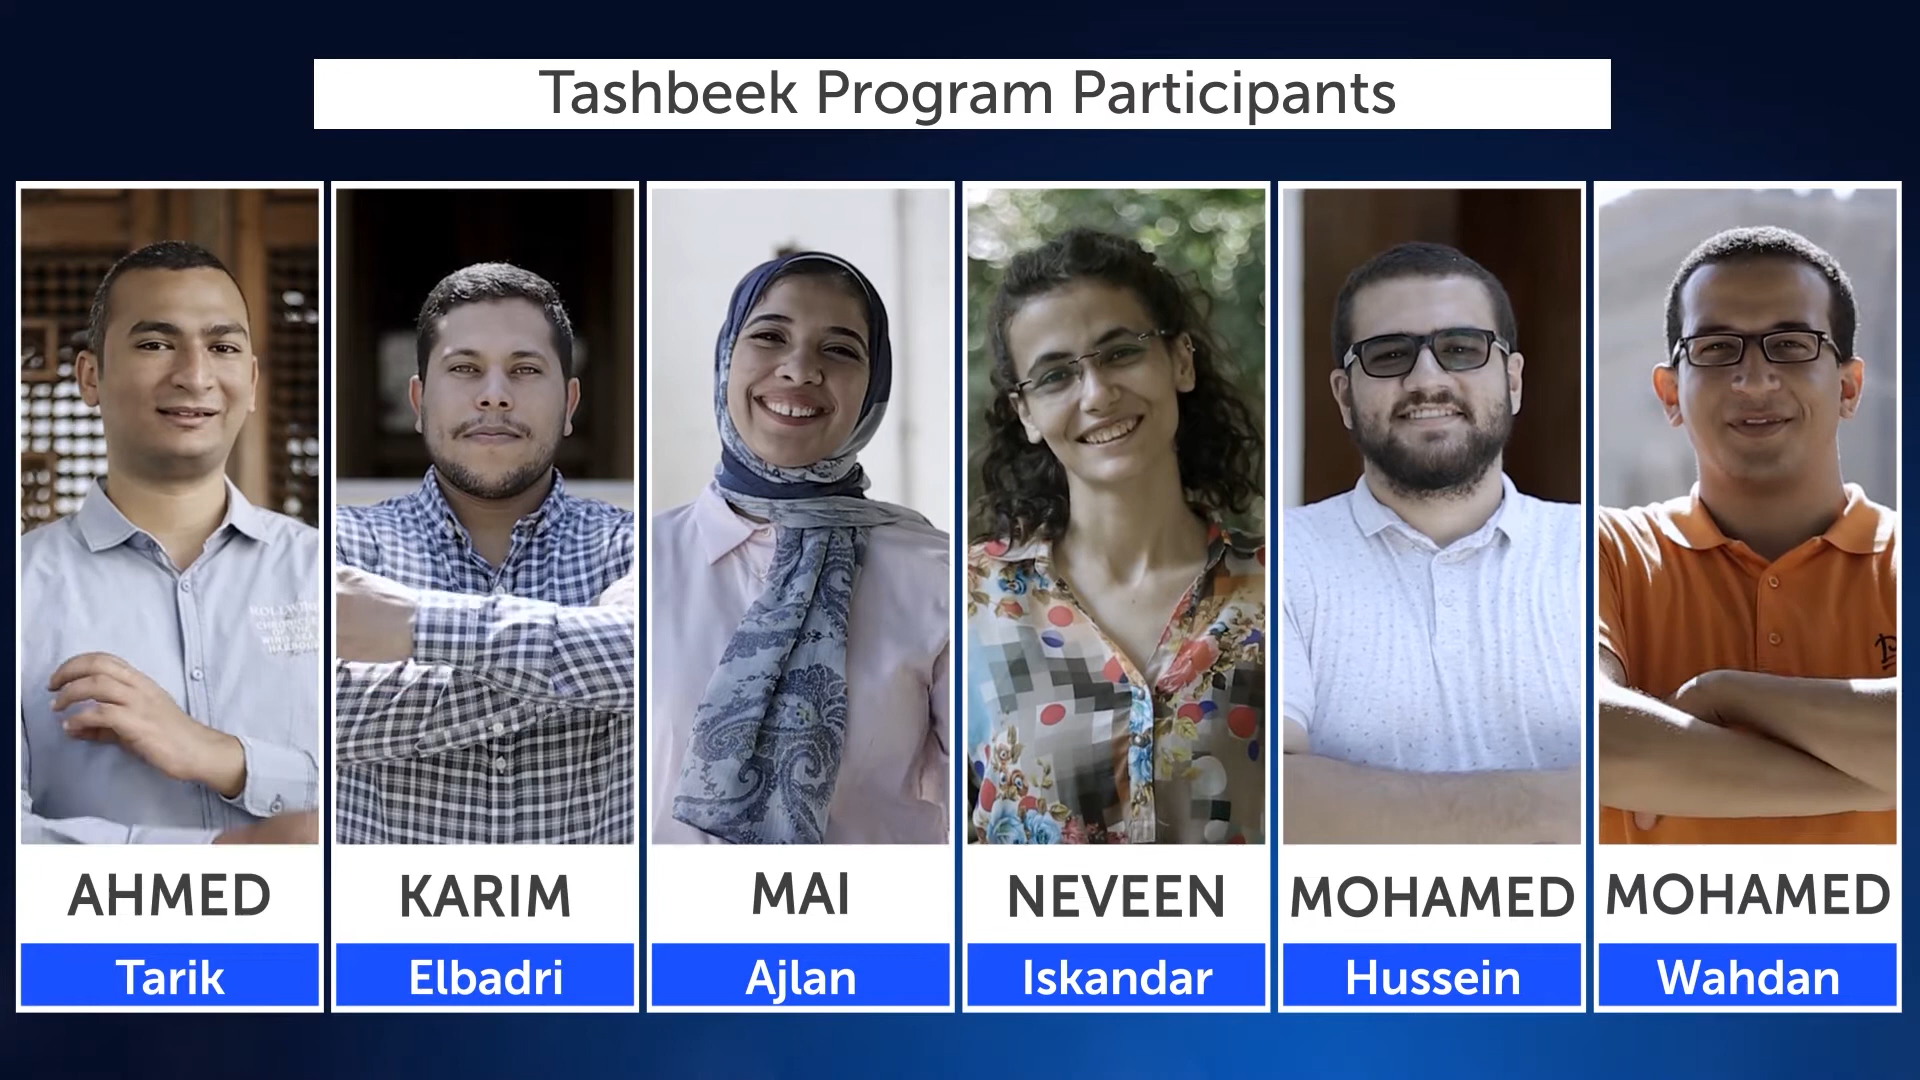 Tashbeek Program Participants
AHMED
Tarik
KARIM
Elbadri
MAI
Ajlan
NEVEEN
Iskandar
MOHAMED
Hussein
MOHAMED
Wahdan